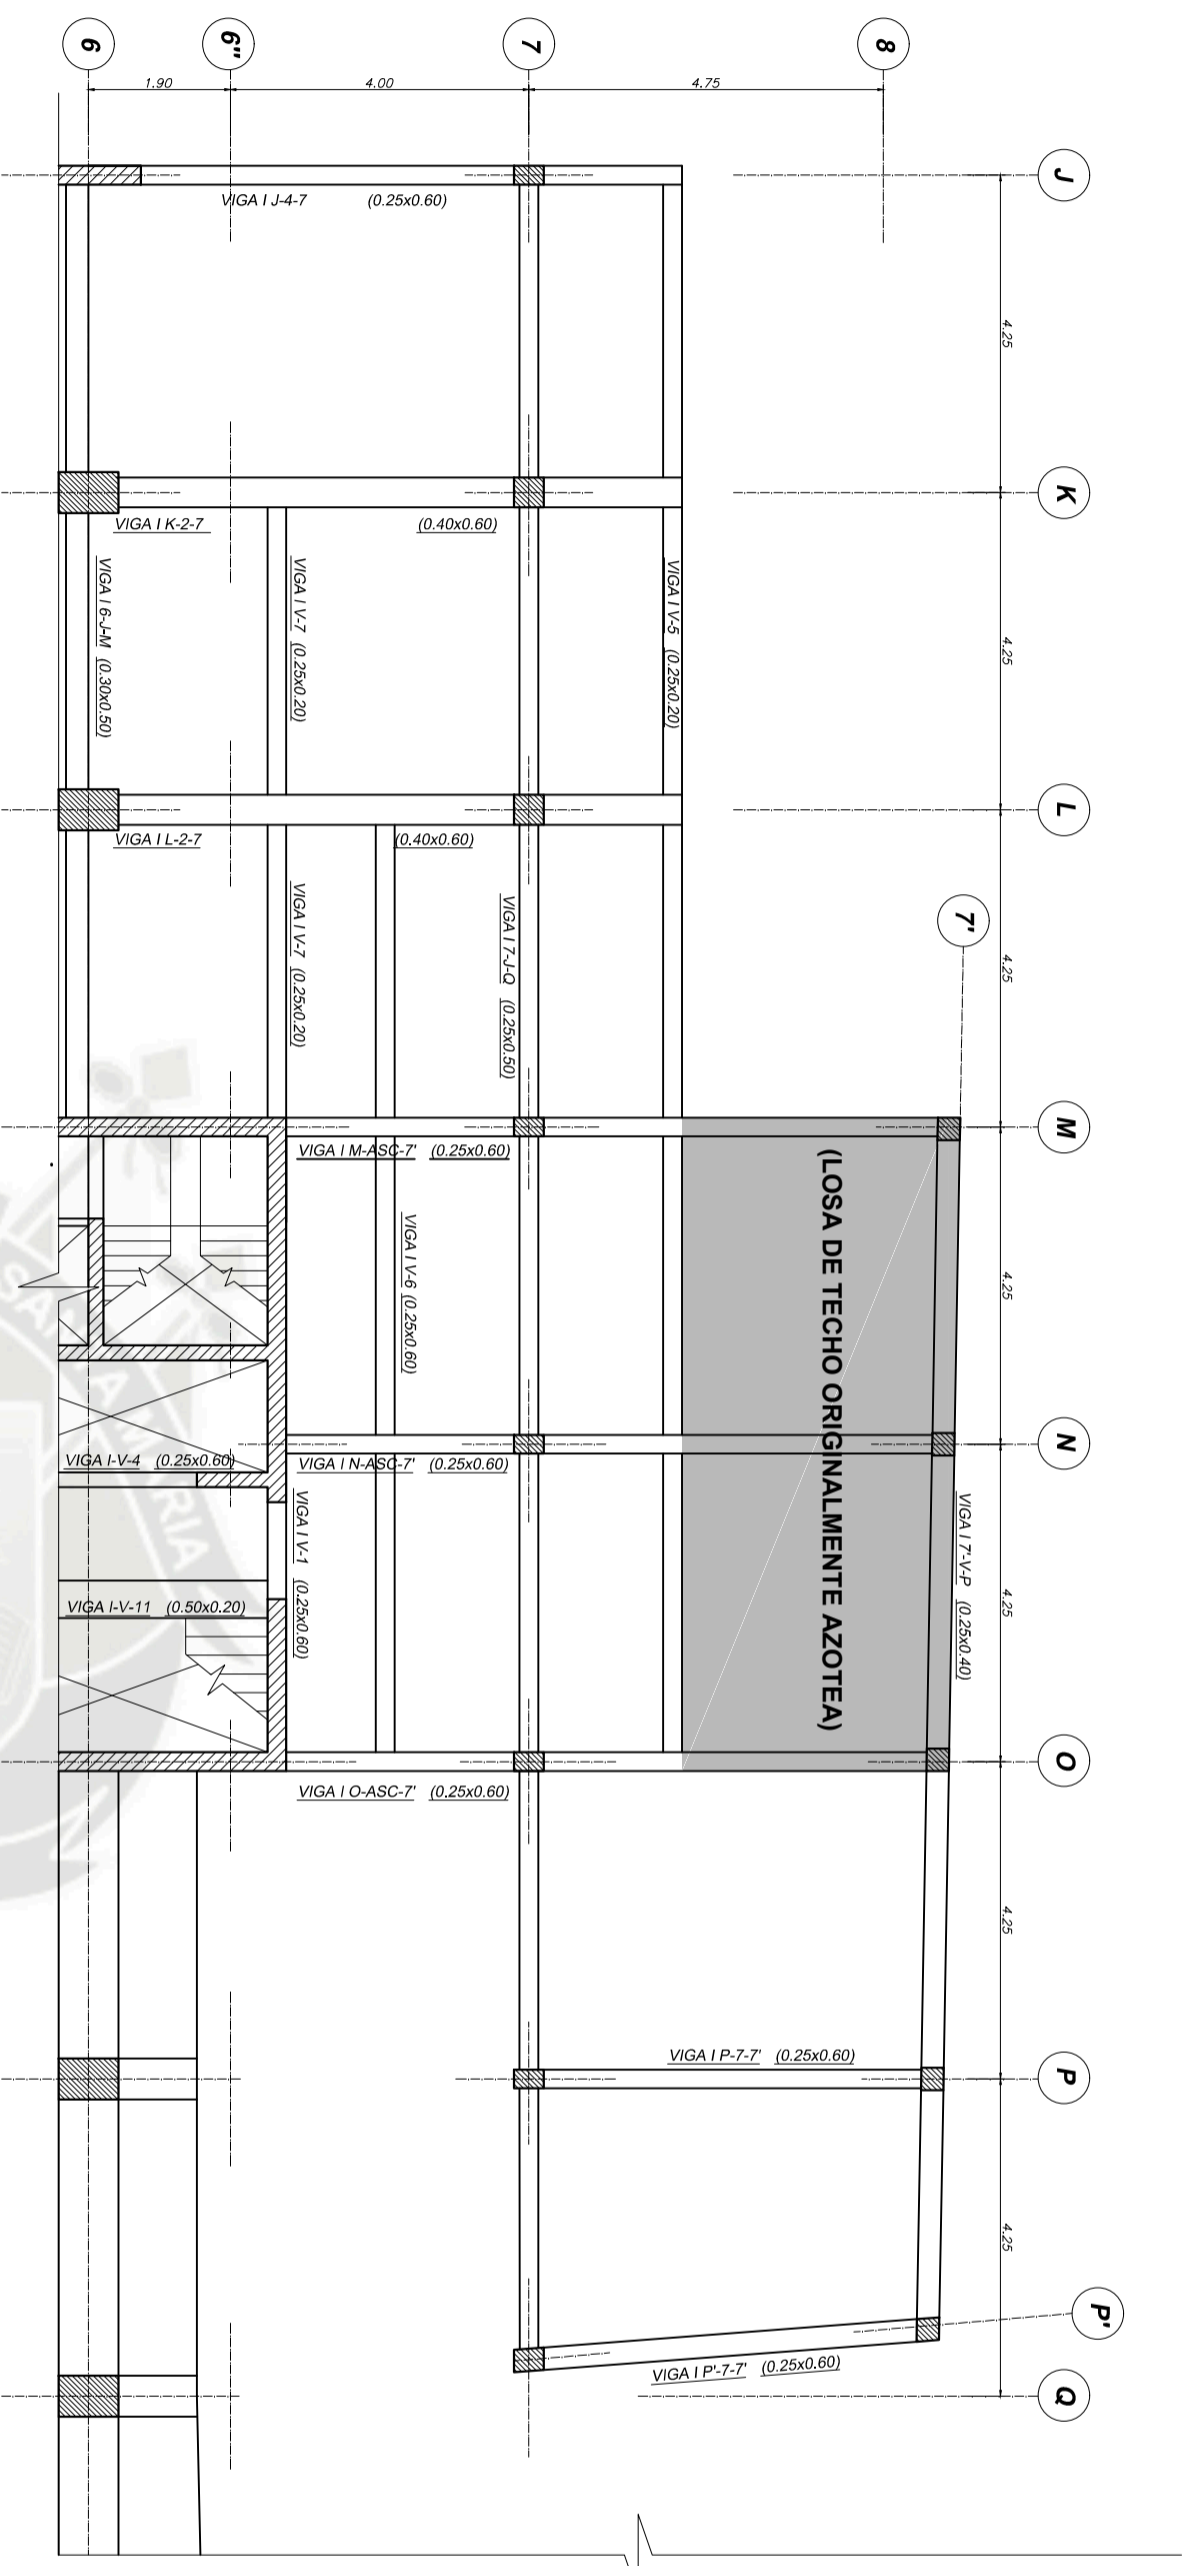 6
6"
7
8
1.90
4.00
4.75
J
VIGA I J-4-7 (0.25x0.60)
4.25
K
VIGA I K-2-7 (0.40x0.60)
VIGA I 6-J-M (0.30x0.50)
VIGA I V-7 (0.25x0.20)
VIGA I V-5 (0.25x0.20)
4.25
L
VIGA I L-2-7 (0.40x0.60)
VIGA I V-7 (0.25x0.20)
VIGA I 7-J-Q (0.25x0.50)
7'
4.25
M
VIGA I M-ASC-7' (0.25x0.60)
VIGA I V-6 (0.25x0.60)
(LOSA DE TECHO ORIGINALMENTE AZOTEA)
4.25
N
VIGA I-V-4 (0.25x0.60)
VIGA I N-ASC-7' (0.25x0.60)
VIGA I V-1 (0.25x0.60)
VIGA I 7'-V-P (0.25x0.40)
VIGA I-V-11 (0.50x0.20)
4.25
O
VIGA I O-ASC-7' (0.25x0.60)
4.25
VIGA I P-7-7' (0.25x0.60)
P
4.25
P'
VIGA I P'-7-7' (0.25x0.60)
Q